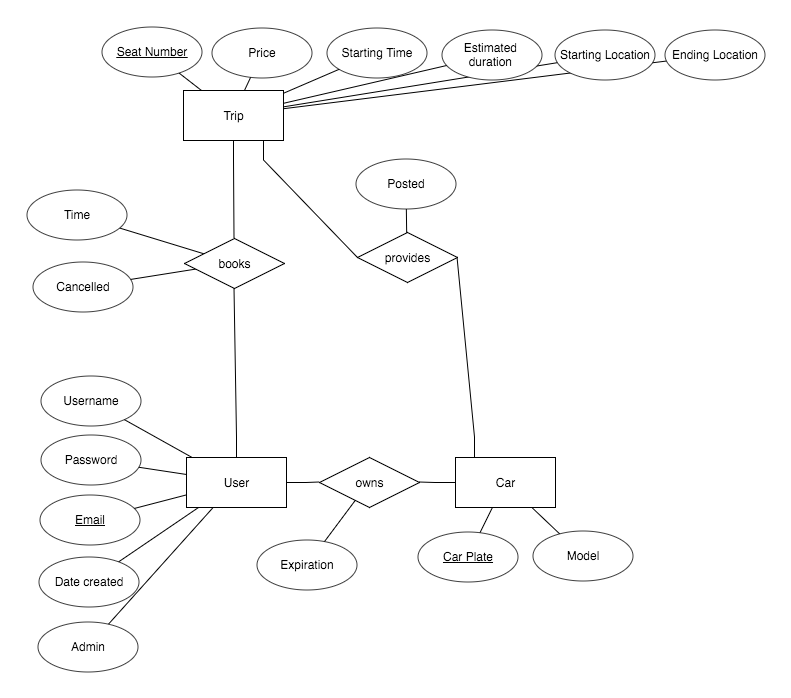 Seat Number
Price
Starting Time
Estimated
duration
Starting Location
Ending Location
Trip
Posted
Time
books
provides
Cancelled
Username
Password
User
owns
Car
Email
Expiration
Car Plate
Model
Date created
Admin